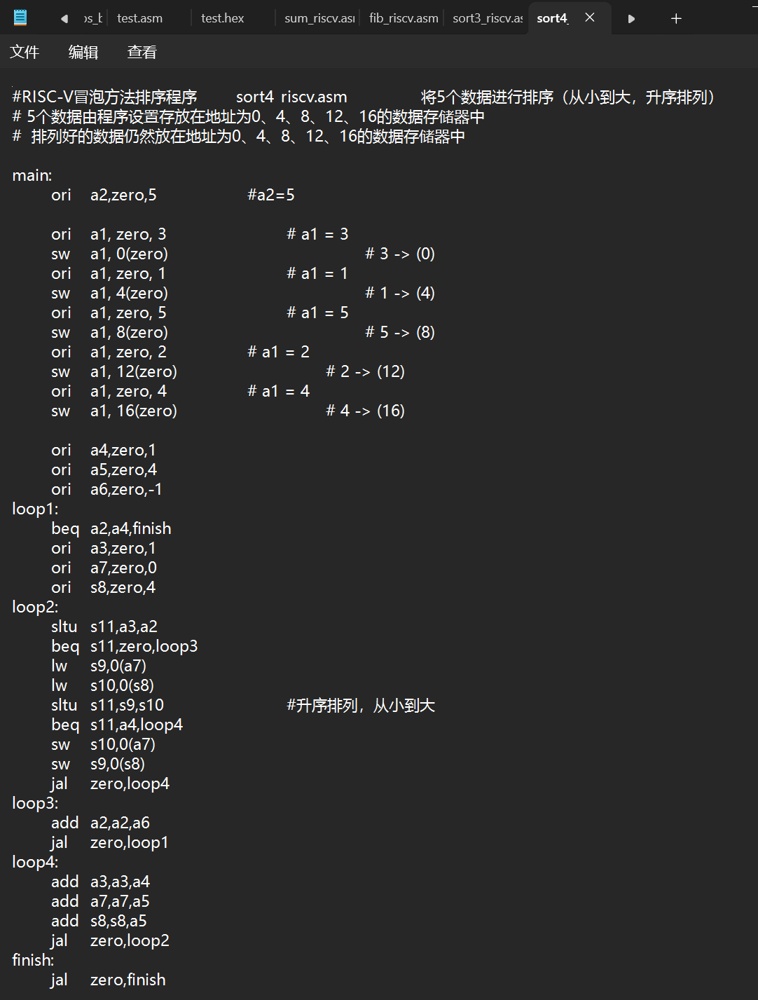 test.asm
test.hex
sum_riscv.as
fib_riscv.asm
sort3_riscv.as
sort4_
文件 编辑 查看
#RISC-V冒泡方法排序程序 sort4 riscv.asm 将5个数据进行排序（从小到大，升序排列）
# 5个数据由程序设置存放在地址为0、4、8、12、16的数据存储器中
# 排列好的数据仍然放在地址为0、4、8、12、16的数据存储器中
main:
ori a2,zero,5 #a2=5
ori a1, zero, 3 # a1 = 3
sw a1, 0(zero) # 3 -> (0)
ori a1, zero, 1 # a1 = 1
sw a1, 4(zero) # 1 -> (4)
ori a1, zero, 5 # a1 = 5
sw a1, 8(zero) # 5 -> (8)
ori a1, zero, 2 # a1 = 2
sw a1, 12(zero) # 2 -> (12)
ori a1, zero, 4 # a1 = 4
sw a1, 16(zero) # 4 -> (16)
ori a4,zero,1
ori a5,zero,4
ori a6,zero,-1
loop1:
beq a2,a4,finish
ori a3,zero,1
ori a7,zero,0
ori s8,zero,4
loop2:
sltu s11,a3,a2
beq s11,zero,loop3
lw s9,0(a7)
lw s10,0(s8)
sltu s11,s9,s10 #升序排列，从小到大
beq s11,a4,loop4
sw s10,0(a7)
sw s9,0(s8)
jal zero,loop4
loop3:
add a2,a2,a6
jal zero,loop1
loop4:
add a3,a3,a4
add a7,a7,a5
add s8,s8,a5
jal zero,loop2
finish:
jal zero,finish